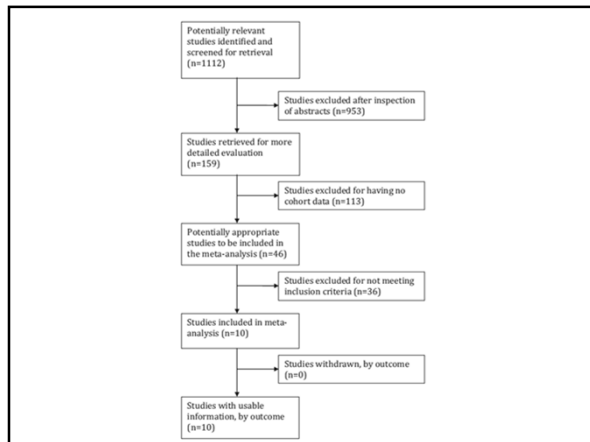 Potentially relevant
studies identified and
screened for retrieval
(n=1112)
Studies excluded after inspection
of abstracts (n=953)
Studies retrieved for more
detailed evaluation
(n=159)
Studies excluded for having no
cohort data (n=113)
Potentially appropriate
studies to be included in
the meta-analysis (n=46)
Studies excluded for not meeting
inclusion criteria (n=36)
Studies included in meta-
analysis (n=10)
Studies withdrawn, by outcome
(n=0)
Studies with usable
information, by outcome
(n=10)